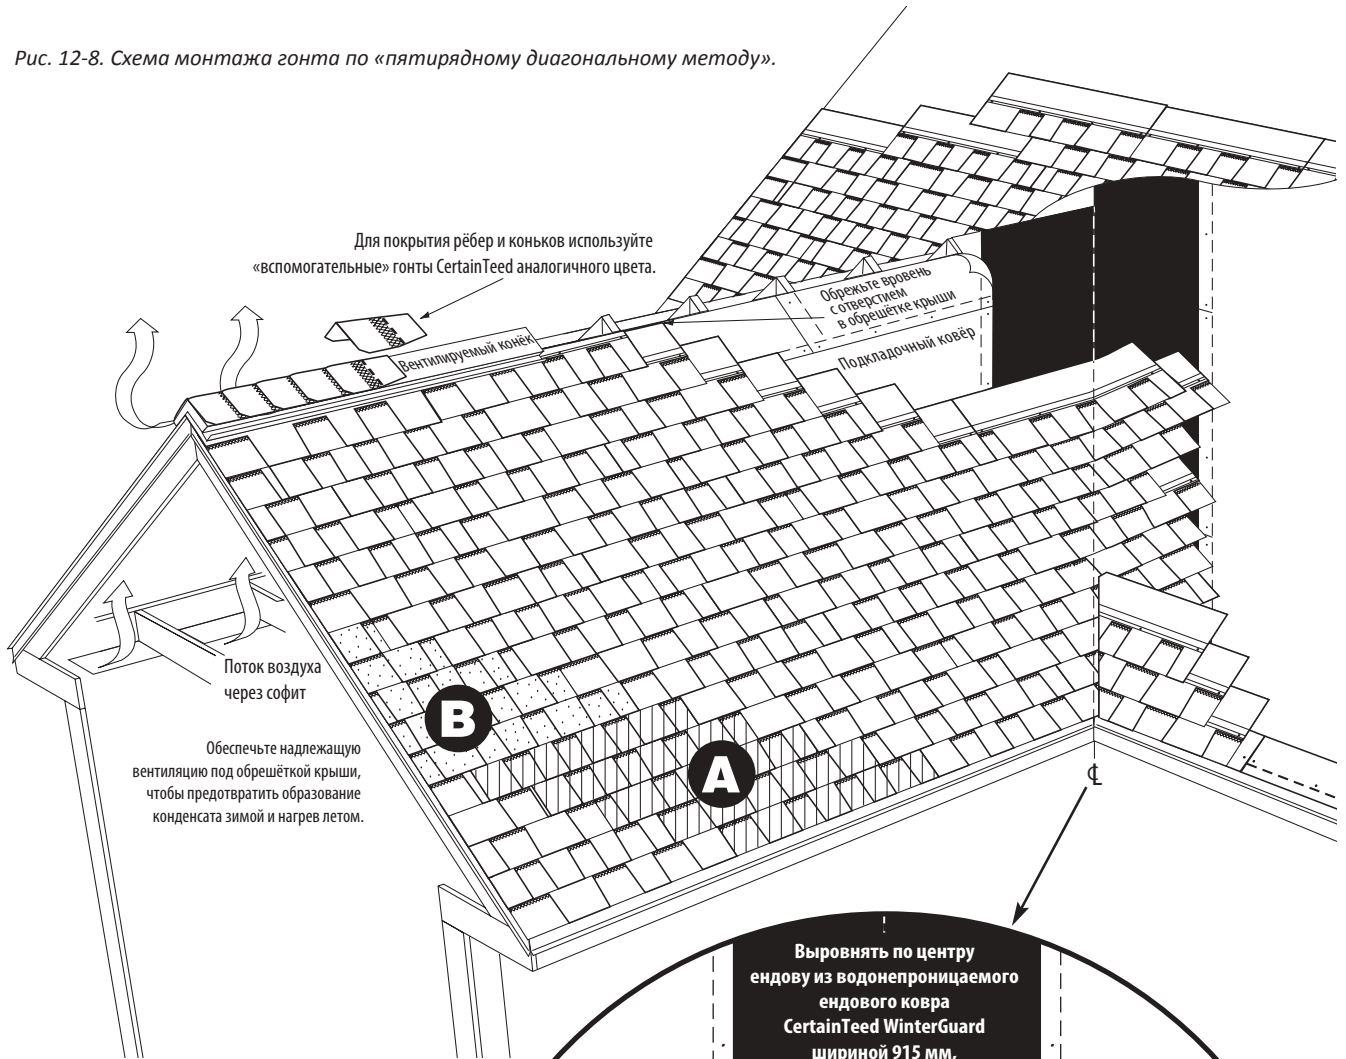 Рис. 12-8. Схема монтажа гонта по «пятирядному диагональному методу».
Для покрытия рёбер и коньков используйте
«вспомогательные» гонты CertainTeed аналогичного цвета.
Обрежьте вровень
с отверстием
в обрешётке крыши
Вентилируемый конёк
Подкладочный ковёр
Поток воздуха
через софит
B
A
Обеспечьте надлежащую
вентиляцию под обрешёткой крыши,
чтобы предотвратить образование
конденсата зимой и нагрев летом.
℄
Выровнять по центру
ендову из водонепроницаемого
ендового ковра
CertainTeed WinterGuard
шириной 915 мм,